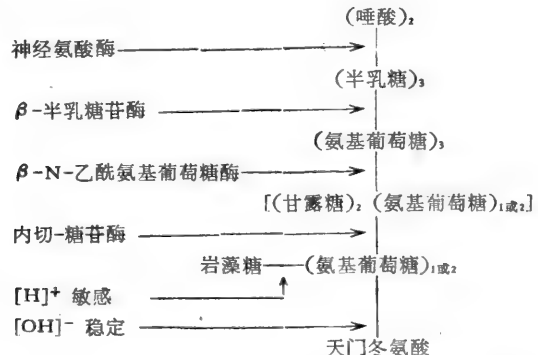 (唾酸)₂
神经氨酸酶
(半乳糖)₃
β-半乳糖苷酶
(氨基葡萄糖)₃
β-N-乙酰氨基葡萄糖酶
[(甘露糖)₂ (氨基葡萄糖)₁或₂]
内切-糖苷酶
岩藻糖——(氨基葡萄糖)₁或₂
[H]⁺ 敏感
[OH]⁻ 稳定
天门冬氨酸